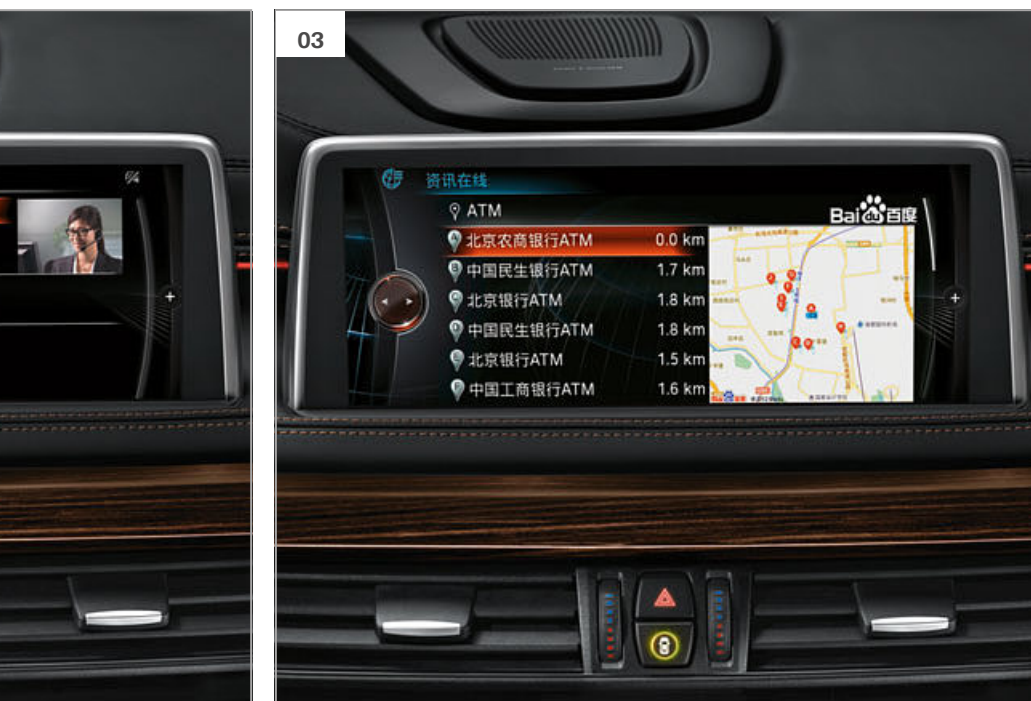 03
资讯在线
ATM
Bai du 百度
A 北京农商银行ATM 0.0 km
B 中国民生银行ATM 1.7 km
C 北京银行ATM 1.8 km
D 中国民生银行ATM 1.8 km
E 北京银行ATM 1.5 km
F 中国工商银行ATM 1.6 km